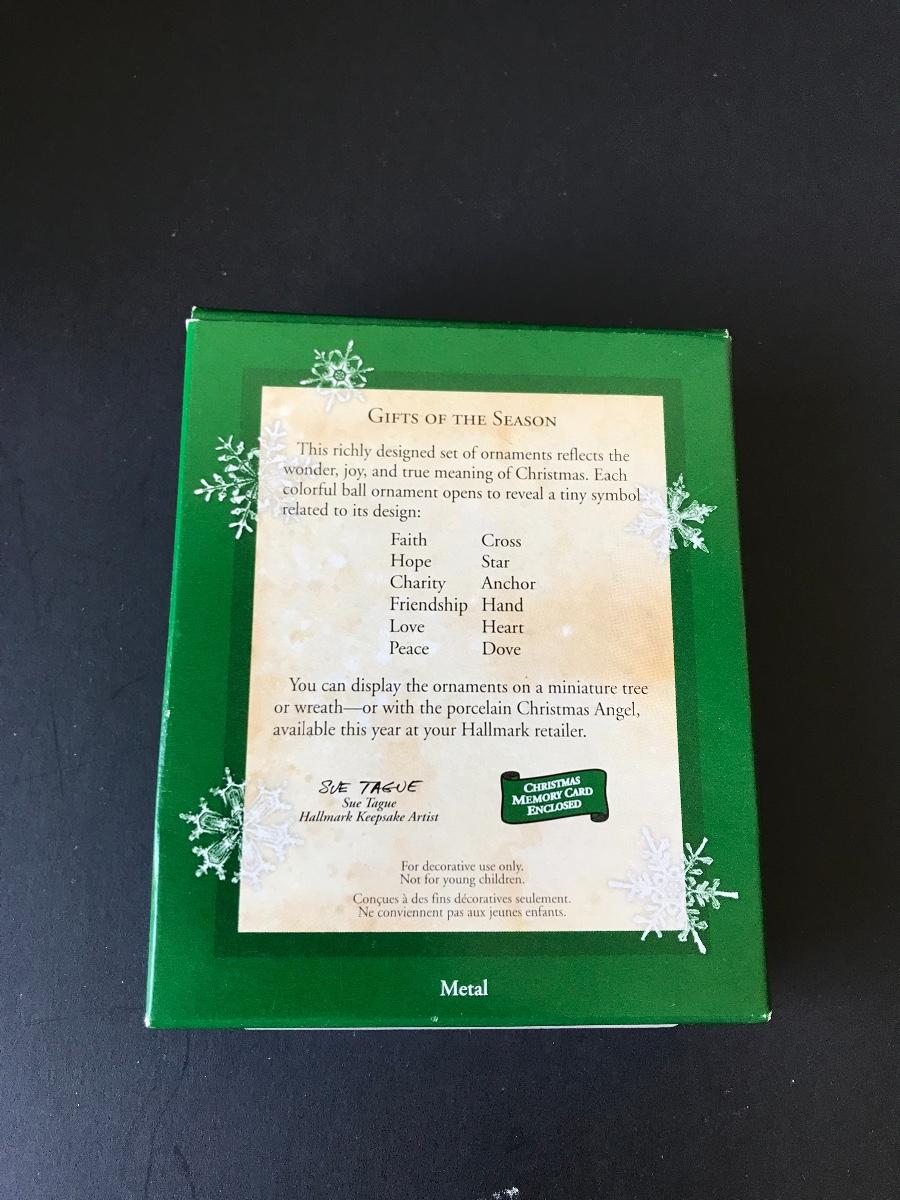 GIFTS OF THE SEASON
This richly designed set of ornaments reflects the
wonder, joy, and true meaning of Christmas. Each
colorful ball ornament opens to reveal a tiny symbol
related to its design:
Faith Cross
Hope Star
Charity Anchor
Friendship Hand
Love Heart
Peace Dove
You can display the ornaments on a miniature tree
or wreath—or with the porcelain Christmas Angel,
available this year at your Hallmark retailer.
SUE TAGUE
Sue Tague
Hallmark Keepsake Artist
CHRISTMAS
MEMORY CARD
ENCLOSED
For decorative use only.
Not for young children.
Conçues à des fins décoratives seulement.
Ne conviennent pas aux jeunes enfants.
Metal